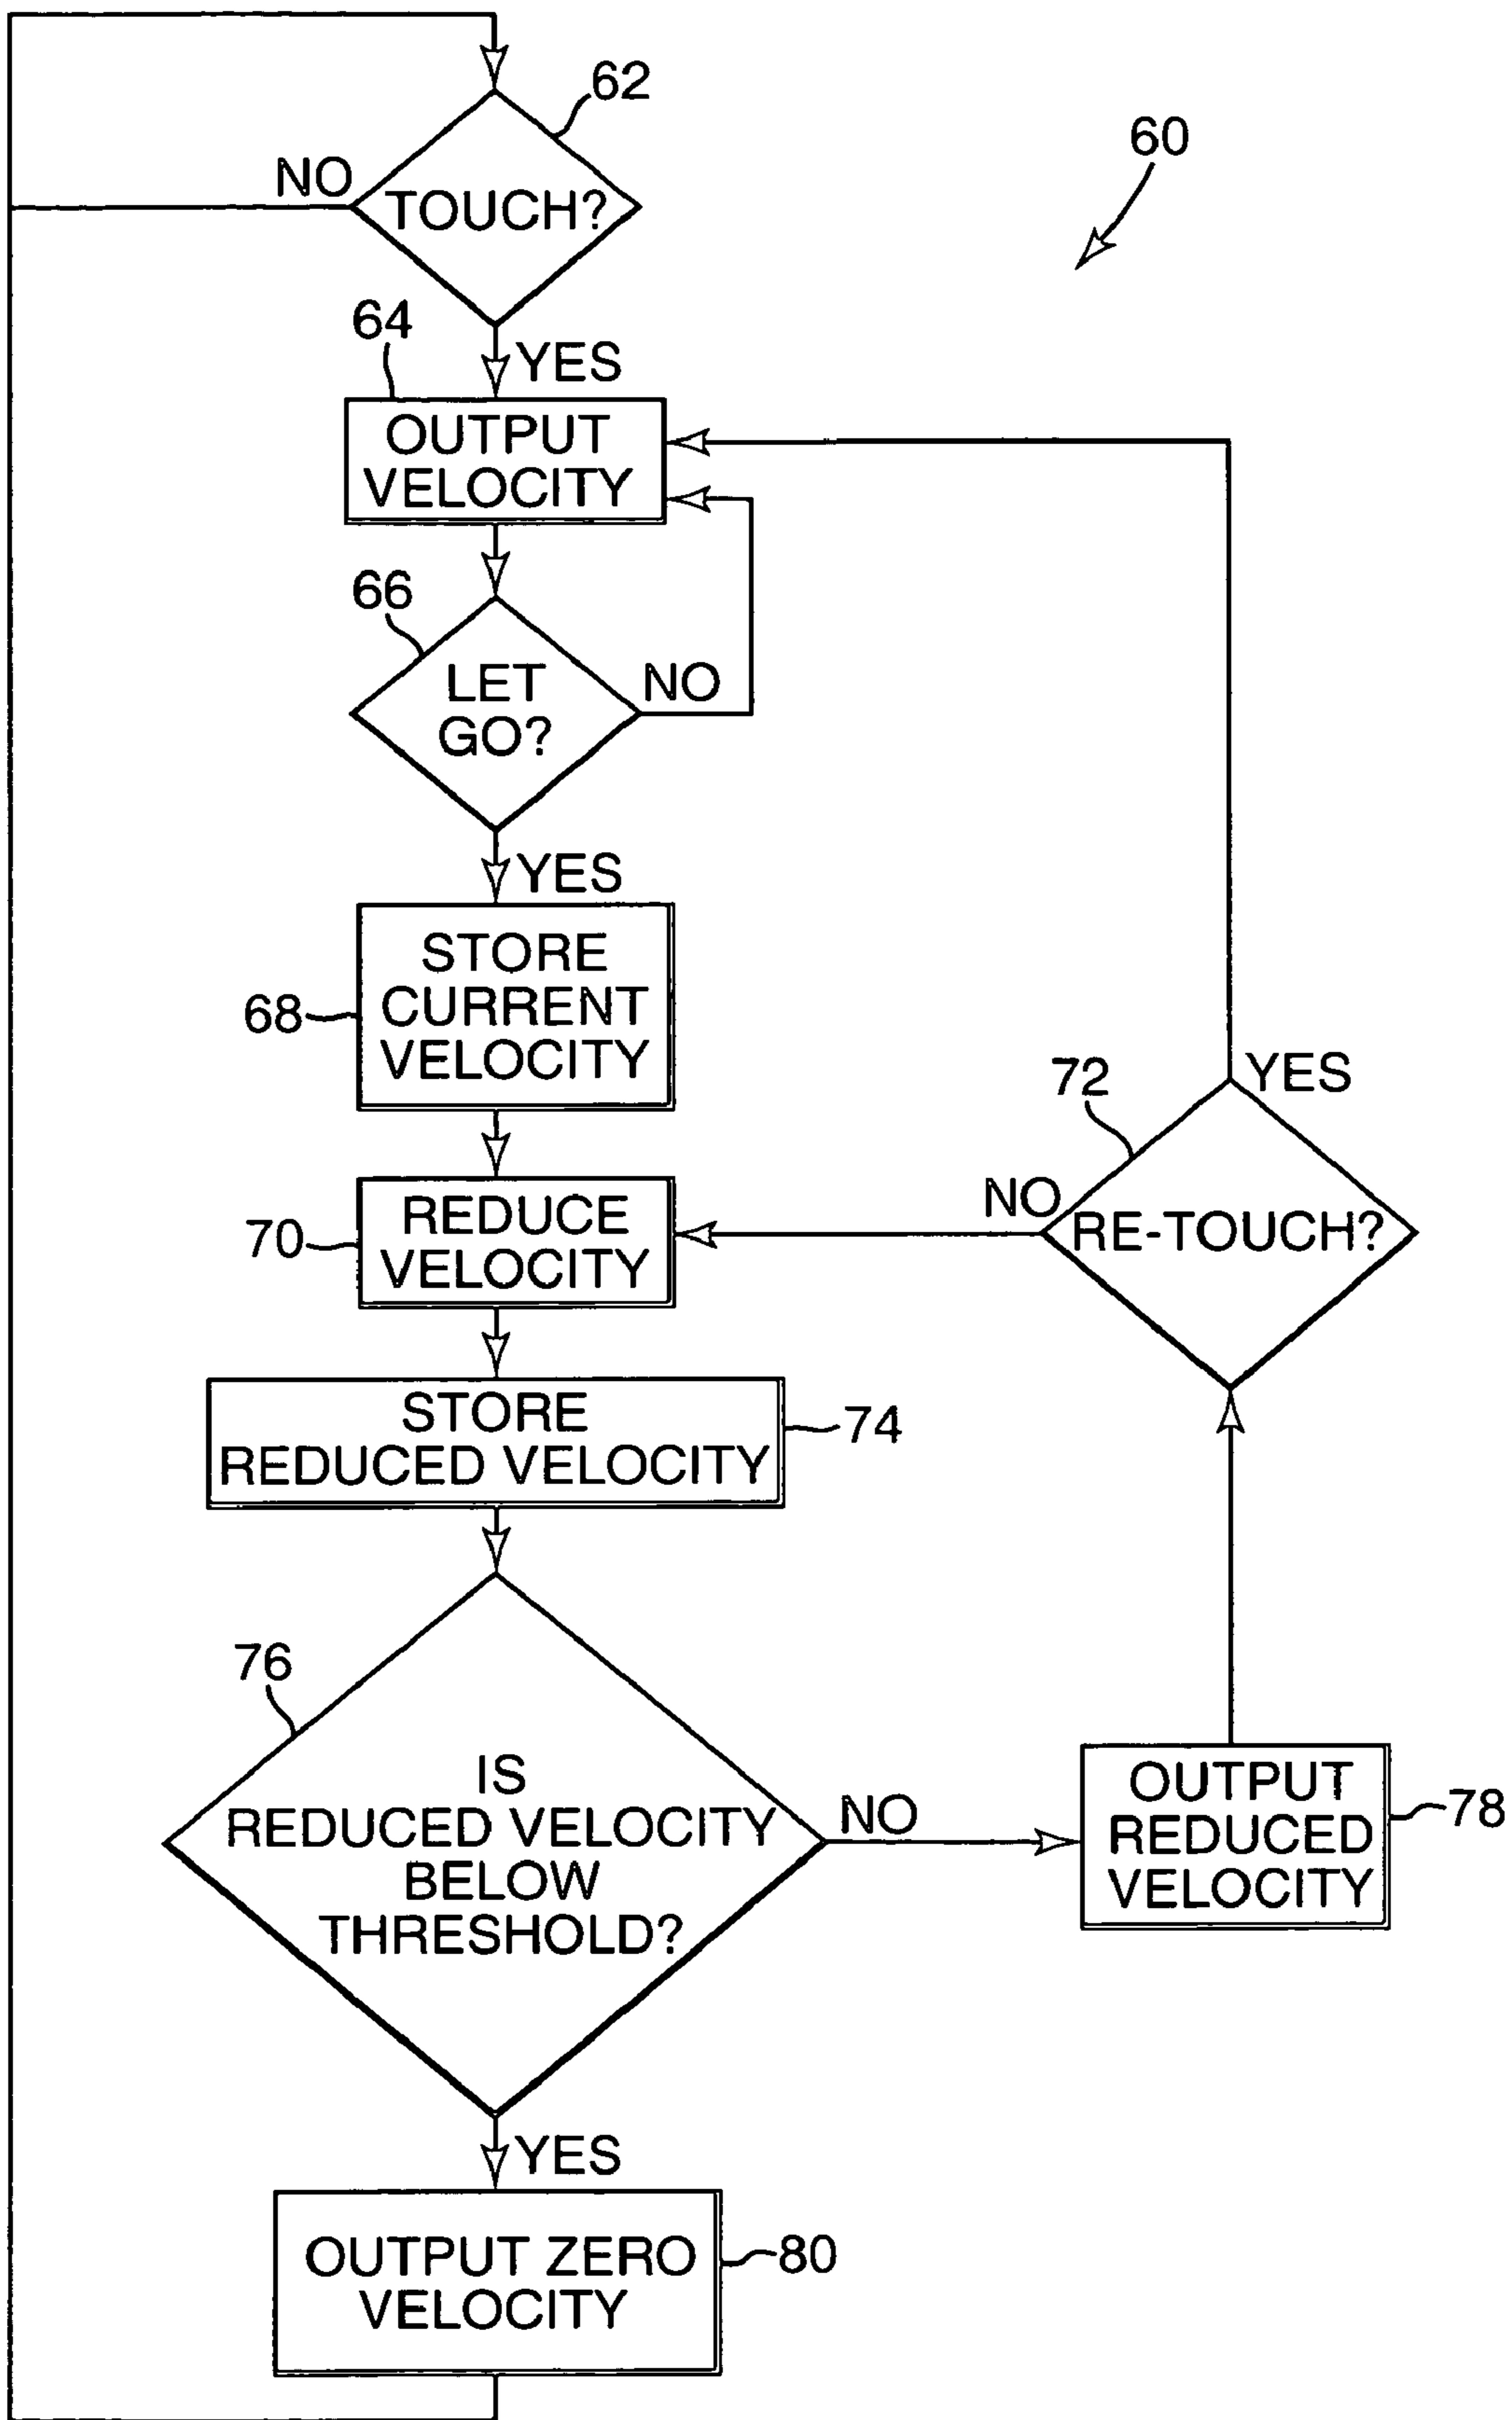 62
60
NO
TOUCH?
64
YES
OUTPUT
VELOCITY
66
LET
GO?
NO
YES
STORE
CURRENT
VELOCITY
68
72
YES
NO
RE-TOUCH?
REDUCE
VELOCITY
70
STORE
REDUCED VELOCITY
74
76
IS
REDUCED VELOCITY
BELOW
THRESHOLD?
NO
OUTPUT
REDUCED
VELOCITY
78
YES
OUTPUT ZERO
VELOCITY
80